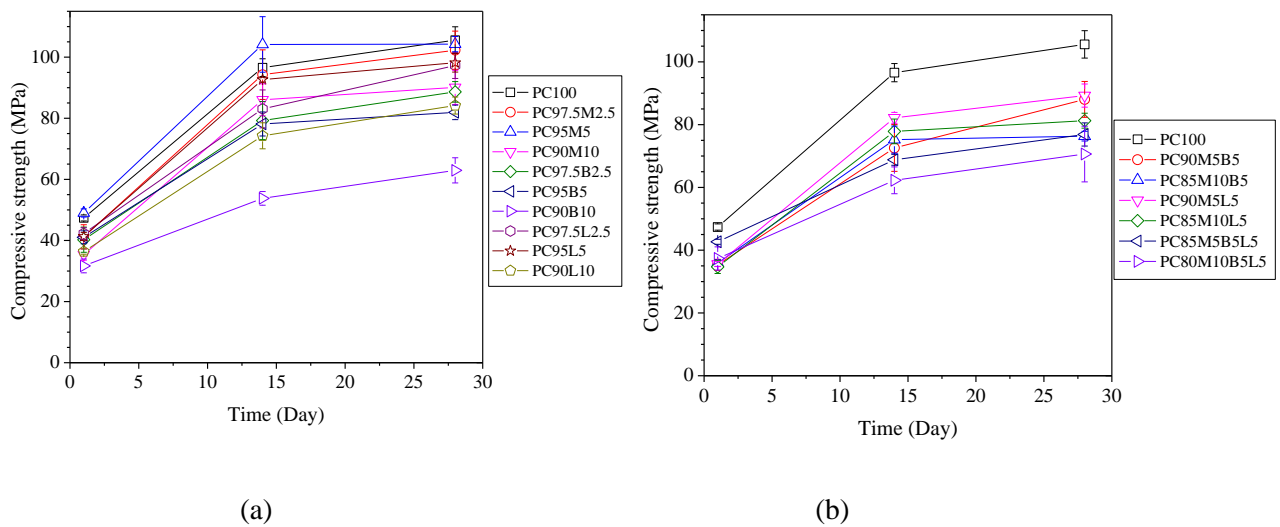 Compressive strength (MPa)
100
80
60
40
20
0
0 5 10 15 20 25 30
Time (Day)
PC100
PC97.5M2.5
PC95M5
PC90M10
PC97.5B2.5
PC95B5
PC90B10
PC97.5L2.5
PC95L5
PC90L10
(a)
Compressive strength (MPa)
100
80
60
40
20
0
0 5 10 15 20 25 30
Time (Day)
PC100
PC90M5B5
PC85M10B5
PC90M5L5
PC85M10L5
PC85M5B5L5
PC80M10B5L5
(b)